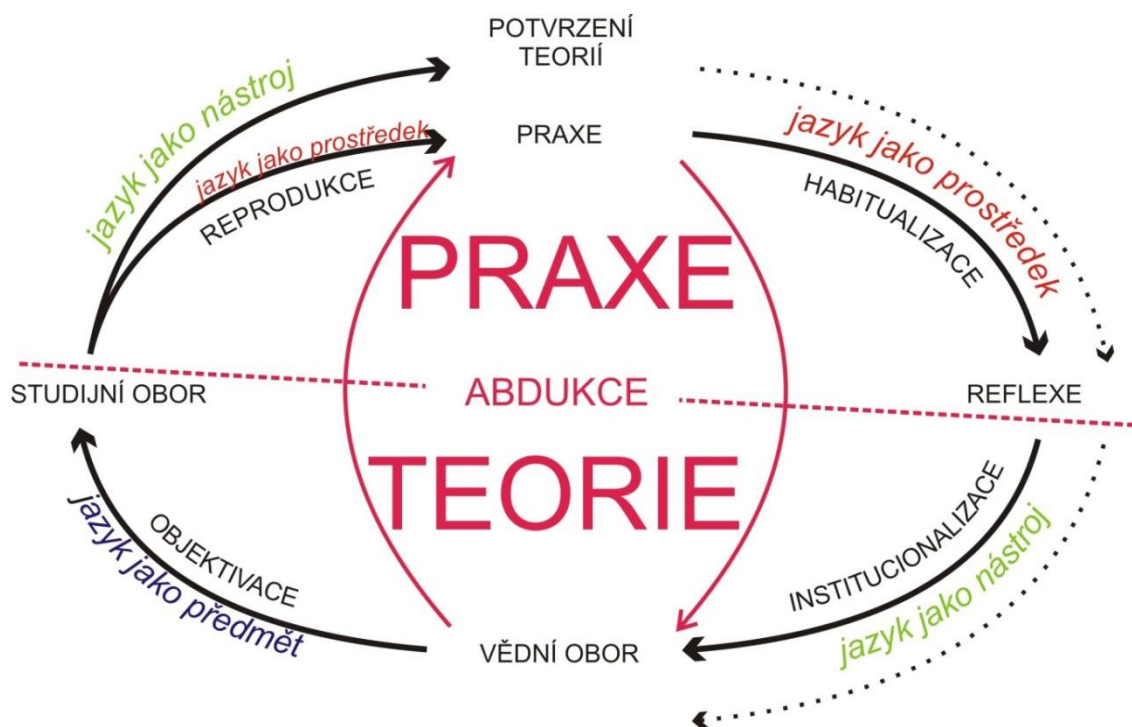 POTVRZENÍ
TEORIÍ
jazyk jako nástroj
jazyk jako prostředek
PRAXE
jazyk jako prostředek
REPRODUKCE
HABITUALIZACE
PRAXE
STUDIJNÍ OBOR
ABDUKCE
REFLEXE
TEORIE
OBJEKTIVACE
jazyk jako předmět
INSTITUCIONALIZACE
jazyk jako nástroj
VĚDNÍ OBOR